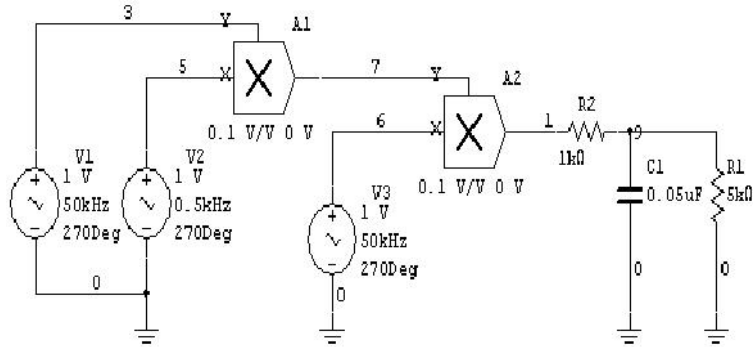 3
Y
A1
5
X
7
Y
A2
0.1 V/V 0 V
6
X
1
R2
9
1kΩ
0.1 V/V 0 V
V1
1 V
50kHz
270Deg
V2
1 V
0.5kHz
270Deg
V3
1 V
50kHz
270Deg
C1
0.05uF
R1
5kΩ
0
0
0
0